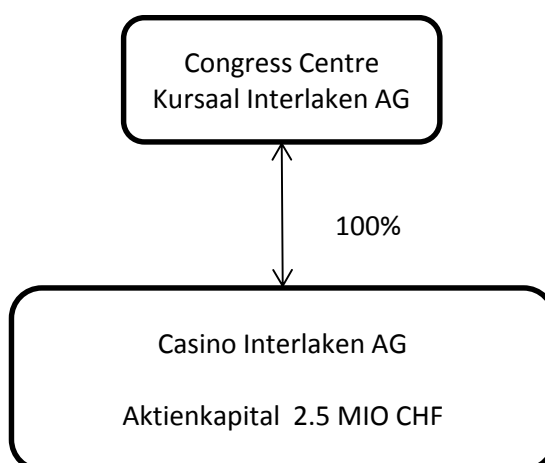 Congress Centre
Kursaal Interlaken AG
100%
Casino Interlaken AG
Aktienkapital 2.5 MIO CHF